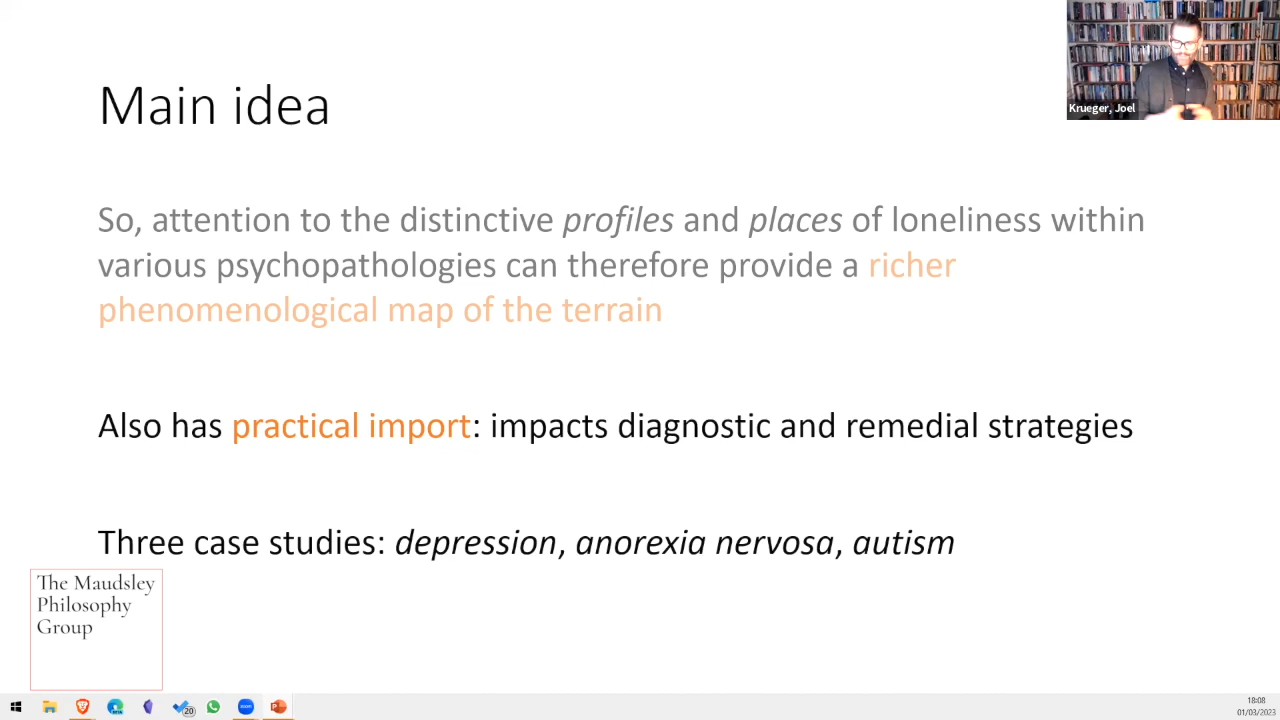 Main idea
Krueger, Joel
So, attention to the distinctive profiles and places of loneliness within
various psychopathologies can therefore provide a richer
phenomenological map of the terrain
Also has practical import: impacts diagnostic and remedial strategies
Three case studies: depression, anorexia nervosa, autism
The Maudsley
Philosophy
Group
20
18:08
01/03/2023